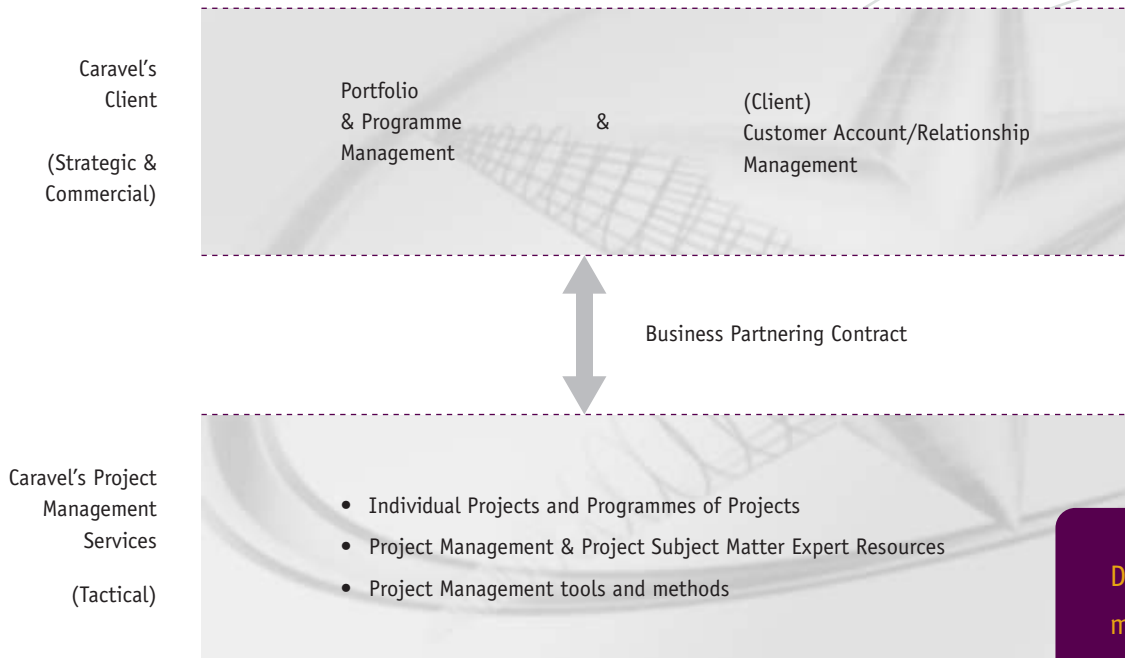 Caravel's
Client
(Strategic &
Commercial)
Portfolio
& Programme
Management
&
(Client)
Customer Account/Relationship
Management
Business Partnering Contract
Caravel's Project
Management
Services
(Tactical)
• Individual Projects and Programmes of Projects
• Project Management & Project Subject Matter Expert Resources
• Project Management tools and methods